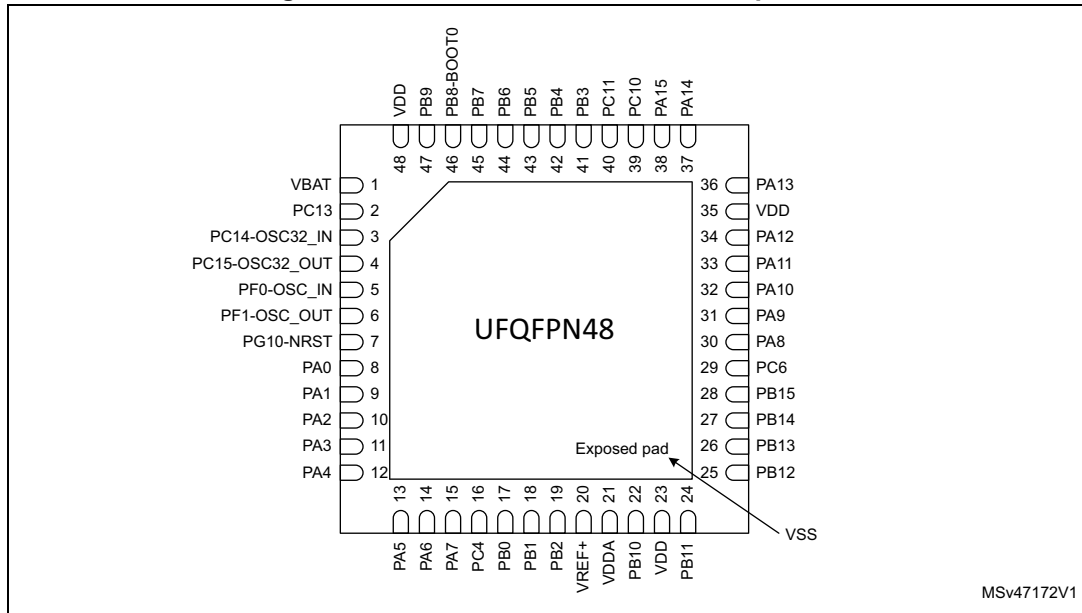 VDD
PB9
PB8-BOOT0
PB7
PB6
PB5
PB4
PB3
PC11
PC10
PA15
PA14
48
47
46
45
44
43
42
41
40
39
38
37
VBAT 1
PC13 2
PC14-OSC32_IN 3
PC15-OSC32_OUT 4
PF0-OSC_IN 5
PF1-OSC_OUT 6
PG10-NRST 7
PA0 8
PA1 9
PA2 10
PA3 11
PA4 12
UFQFPN48
Exposed pad
36 PA13
35 VDD
34 PA12
33 PA11
32 PA10
31 PA9
30 PA8
29 PC6
28 PB15
27 PB14
26 PB13
25 PB12
13
14
15
16
17
18
19
20
21
22
23
24
PA5
PA6
PA7
PC4
PB0
PB1
PB2
VREF+
VDDA
PB10
VDD
PB11
VSS
MSv47172V1